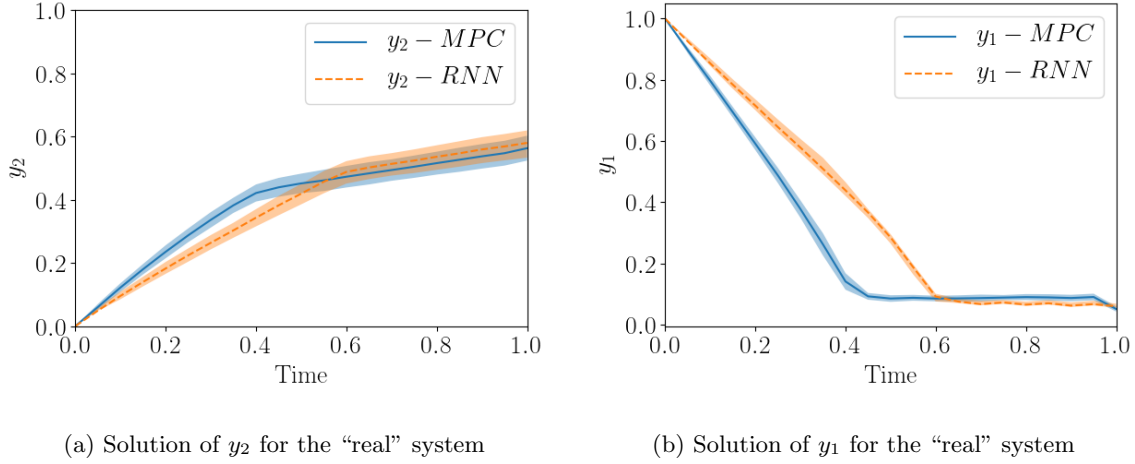 1.0
0.8
0.6
0.4
0.2
0.0
y2
y2 − MPC
y2 − RNN
0.0 0.2 0.4 0.6 0.8 1.0
Time
(a) Solution of y2 for the “real” system
1.0
0.8
0.6
0.4
0.2
0.0
y1
y1 − MPC
y1 − RNN
0.0 0.2 0.4 0.6 0.8 1.0
Time
(b) Solution of y1 for the “real” system